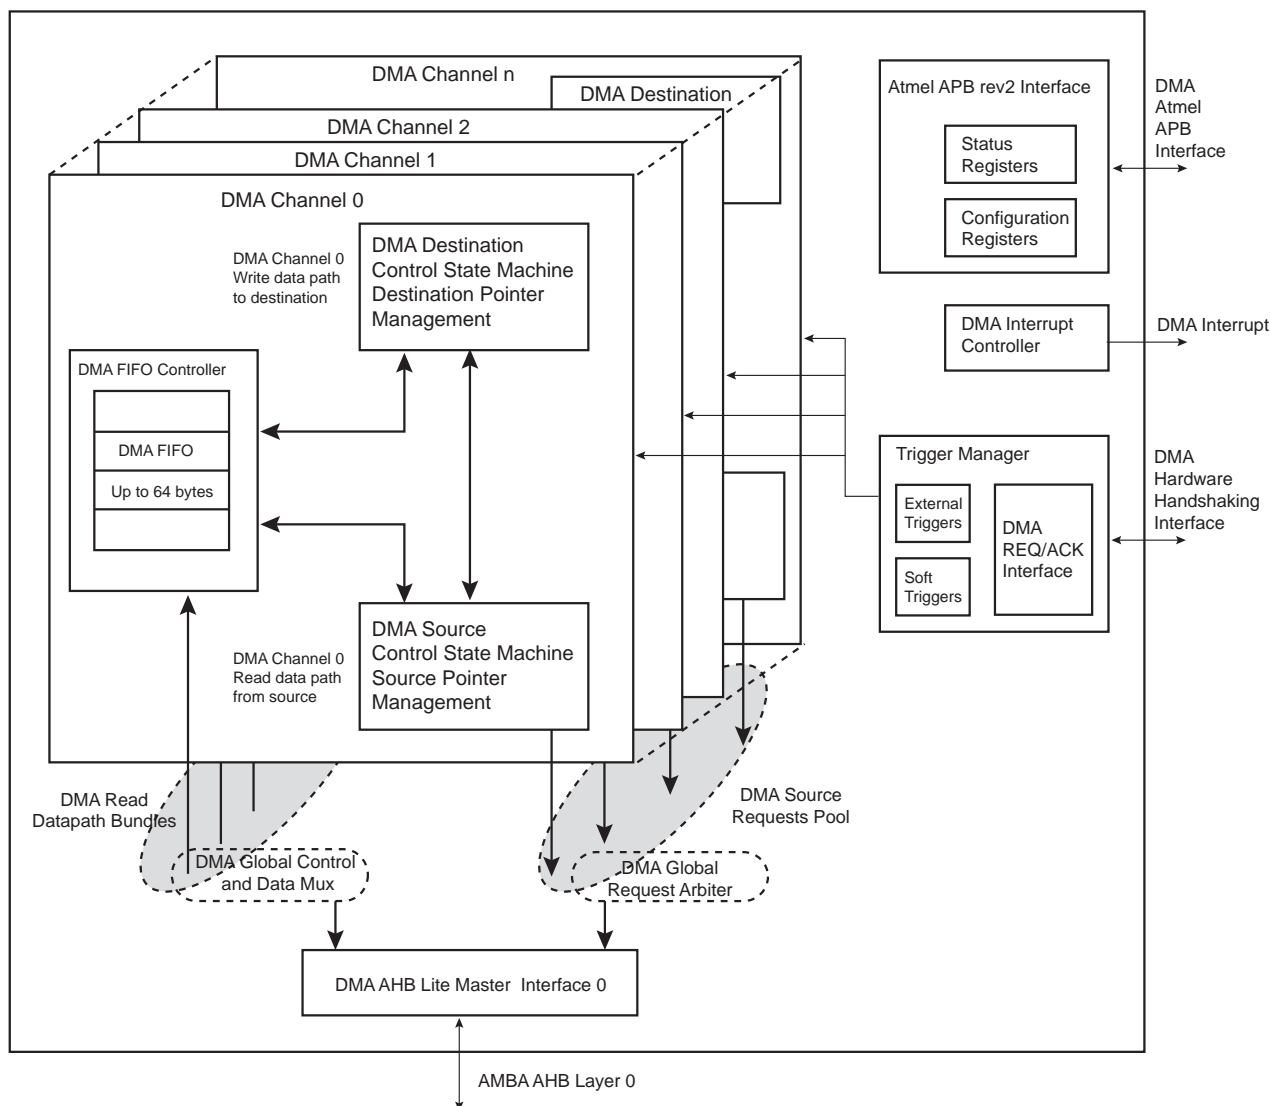 DMA Channel n
DMA Destination
DMA Channel 2
DMA Channel 1
DMA Channel 0
DMA Channel 0
Write data path
to destination
DMA Destination
Control State Machine
Destination Pointer
Management
DMA FIFO Controller
DMA FIFO
Up to 64 bytes
DMA Channel 0
Read data path
from source
DMA Source
Control State Machine
Source Pointer
Management
Atmel APB rev2 Interface
Status
Registers
Configuration
Registers
DMA
Atmel
APB
Interface
DMA Interrupt
Controller
DMA Interrupt
Trigger Manager
External
Triggers
Soft
Triggers
DMA
REQ/ACK
Interface
DMA
Hardware
Handshaking
Interface
DMA Read
Datapath Bundles
DMA Source
Requests Pool
DMA Global Control
and Data Mux
DMA Global
Request Arbiter
DMA AHB Lite Master Interface 0
AMBA AHB Layer 0